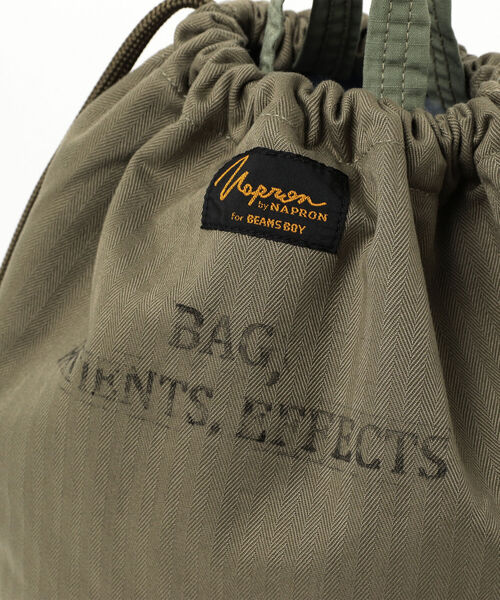 Napron
by NAPRON
for BEAMS BOY
BAG,
EFFECTS